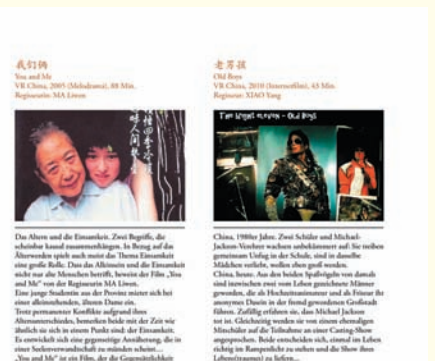 我们俩
You and Me
VR China, 2005 (Melodrama), 88 Min.
Regisseurin: MA Liwen
Das Altern und die Einsamkeit. Zwei Begriffe, die
scheinbar kausal zusammenhängen. In Bezug auf das
Älterwerden spielt auch meist das Thema Einsamkeit
eine große Rolle. Dass das Alleinsein und die Einsamkeit
nicht nur alte Menschen betrifft, beweist der Film „You
and Me" von der Regisseurin MA Liwen.
Eine junge Studentin aus der Provinz mietet sich bei
einer alleinstehenden, älteren Dame ein.
Trotz permanenter Konflikte aufgrund ihres
Altersunterschiedes, bemerken beide mit der Zeit wie
ähnlich sie sich in einem Punkt sind: der Einsamkeit.
Es entwickelt sich eine gegenseitige Annäherung, die in
einer Seelenverwandschaft zu münden scheint...
„You and Me" ist ein Film, der die Gegensätzlichkeit
老男孩
Old Boys
VR China, 2010 (Internetfilm), 43 Min.
Regisseur: XIAO Yang
The Night eleven - Old Boys
China, 1980er Jahre. Zwei Schüler und Michael-
Jackson-Verehrer wachsen unbekümmert auf: Sie treiben
gemeinsam Unfug in der Schule, sind in dasselbe
Mädchen verliebt, wollen eben groß werden.
China, heute. Aus den beiden Spaßvögeln von damals
sind inzwischen zwei vom Leben gezeichnete Männer
geworden, die als Hochzeitsanimateur und als Friseur ihr
anonymes Dasein in der fremd gewordenen Großstadt
führen. Zufällig erfahren sie, dass Michael Jackson
tot ist. Gleichzeitig werden sie von einem ehemaligen
Mitschüler auf die Teilnahme an einer Casting-Show
angesprochen. Beide entscheiden sich, einmal im Leben
richtig im Rampenlicht zu stehen und die Show ihres
Lebens(traumes) zu liefern...